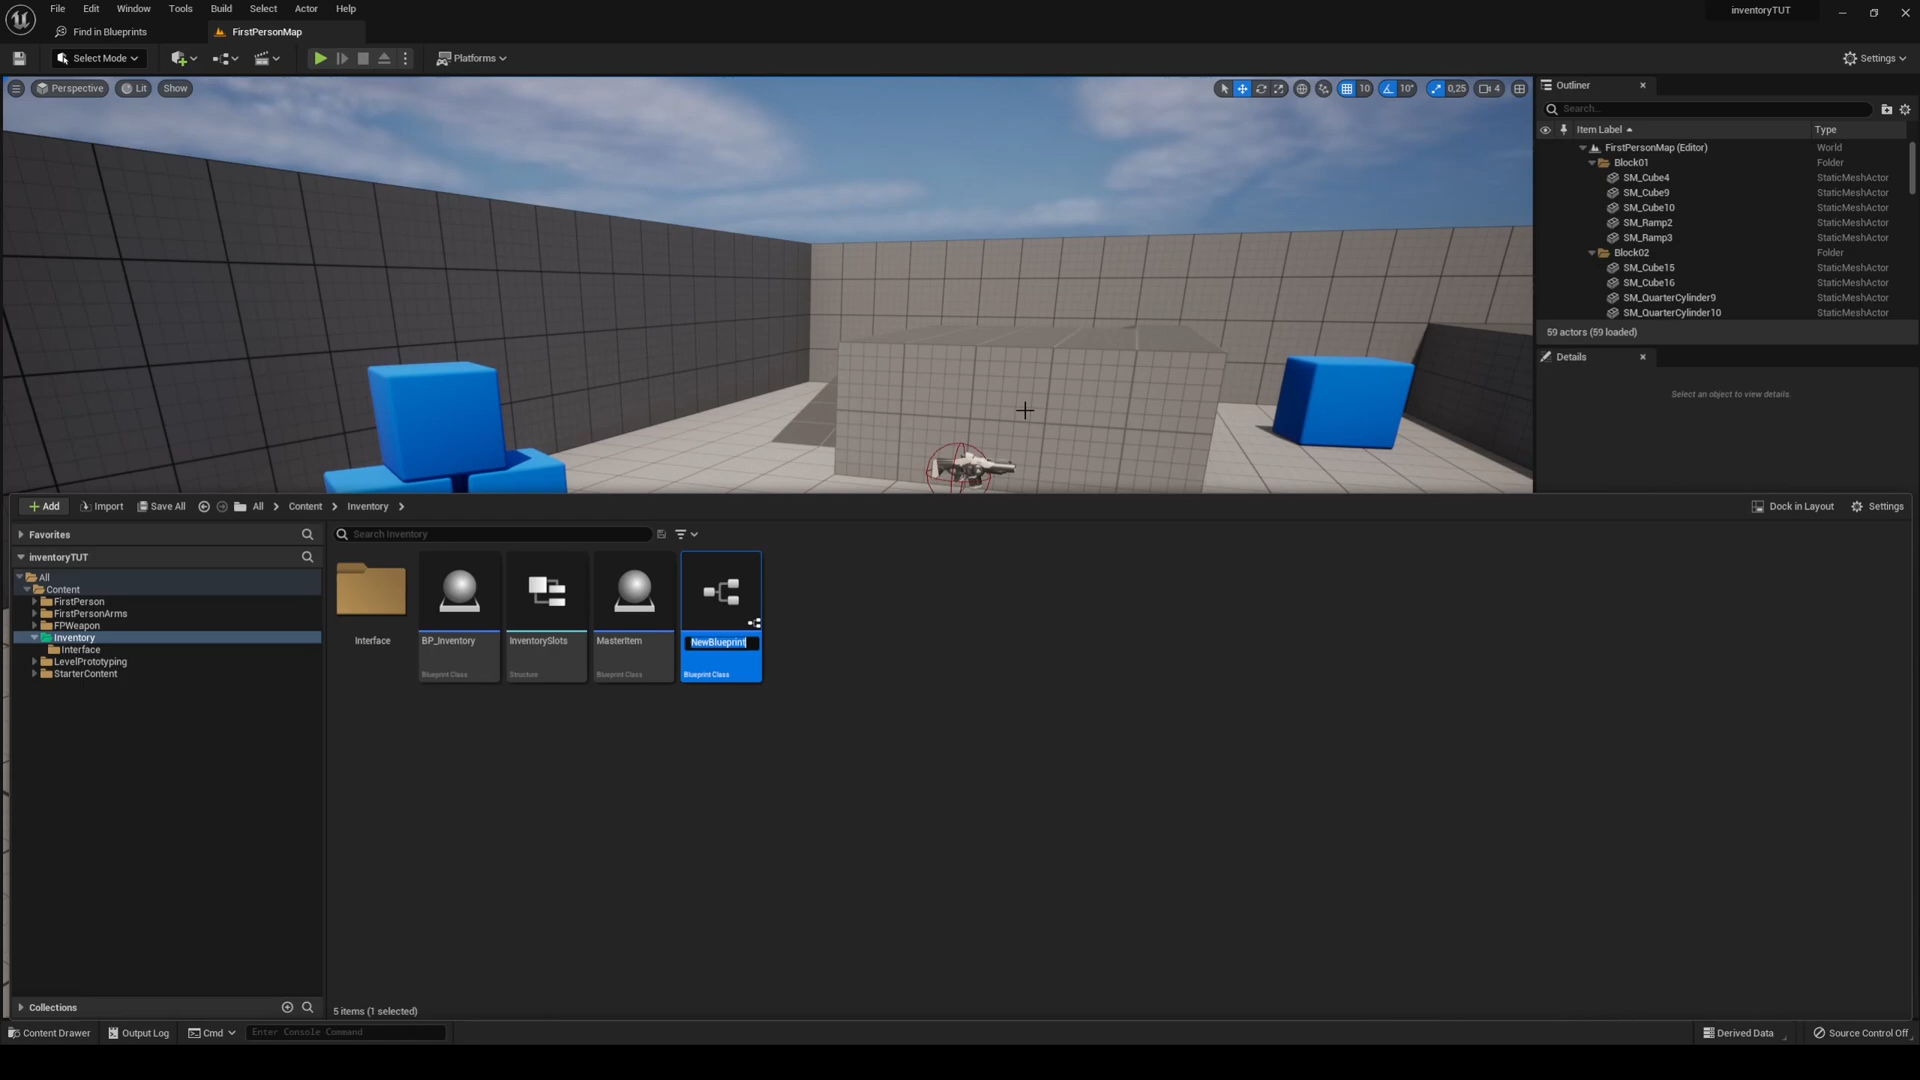 File Edit Window Tools Build Select Actor Help
inventoryTUT
Find in Blueprints
FirstPersonMap
Select Mode
Platforms
Settings
Perspective
Lit
Show
10
10°
0,25
4
Outliner
Search...
Item Label
Type
FirstPersonMap (Editor)
World
Block01
Folder
SM_Cube4
StaticMeshActor
SM_Cube9
StaticMeshActor
SM_Cube10
StaticMeshActor
SM_Ramp2
StaticMeshActor
SM_Ramp3
StaticMeshActor
Block02
Folder
SM_Cube15
StaticMeshActor
SM_Cube16
StaticMeshActor
SM_QuarterCylinder9
StaticMeshActor
SM_QuarterCylinder10
StaticMeshActor
59 actors (59 loaded)
Details
Select an object to view details.
Add
Import
Save All
All
Content
Inventory
Dock in Layout
Settings
Favorites
inventoryTUT
All
Content
FirstPerson
FirstPersonArms
FPWeapon
Inventory
Interface
LevelPrototyping
StarterContent
Collections
Search Inventory
Interface
BP_Inventory
Blueprint Class
InventorySlots
Structure
MasterItem
Blueprint Class
NewBlueprint
Blueprint Class
5 items (1 selected)
Content Drawer
Output Log
Cmd
Enter Console Command
Derived Data
Source Control Off